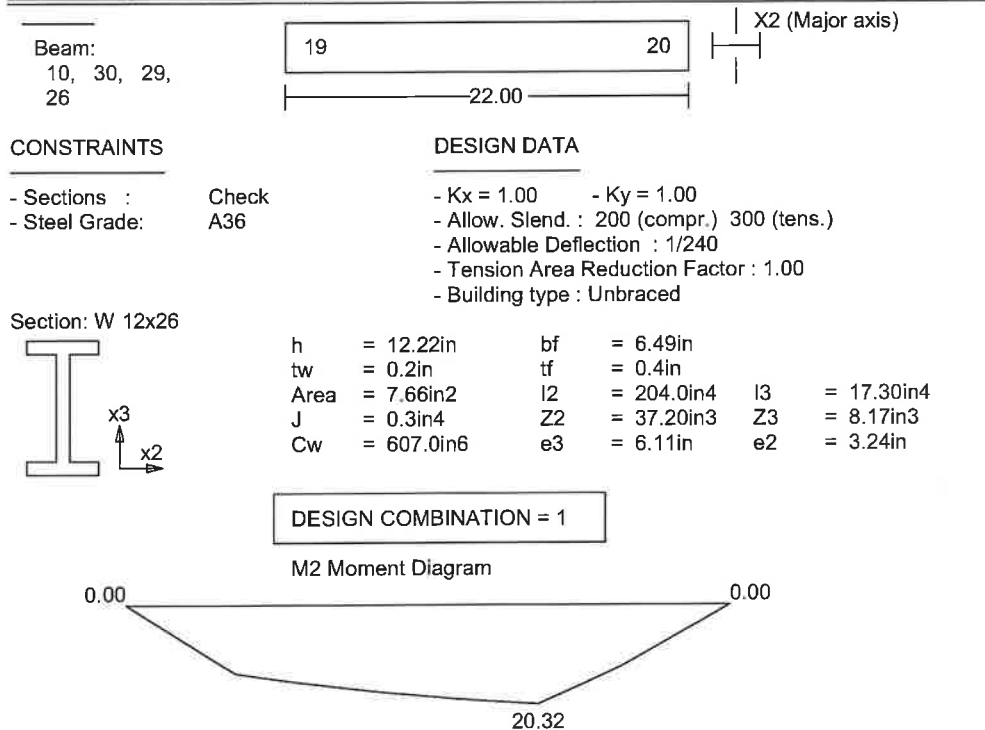 X2 (Major axis)
Beam:
10, 30, 29,
26
19 20
22.00
CONSTRAINTS
DESIGN DATA
- Sections : Check
- Steel Grade: A36
- Kx = 1.00 - Ky = 1.00
- Allow. Slend. : 200 (compr.) 300 (tens.)
- Allowable Deflection : 1/240
- Tension Area Reduction Factor : 1.00
- Building type : Unbraced
Section: W 12x26
x3
x2
h = 12.22in bf = 6.49in
tw = 0.2in tf = 0.4in
Area = 7.66in2 I2 = 204.0in4 I3 = 17.30in4
J = 0.3in4 Z2 = 37.20in3 Z3 = 8.17in3
Cw = 607.0in6 e3 = 6.11in e2 = 3.24in
DESIGN COMBINATION = 1
M2 Moment Diagram
0.00 0.00
20.32